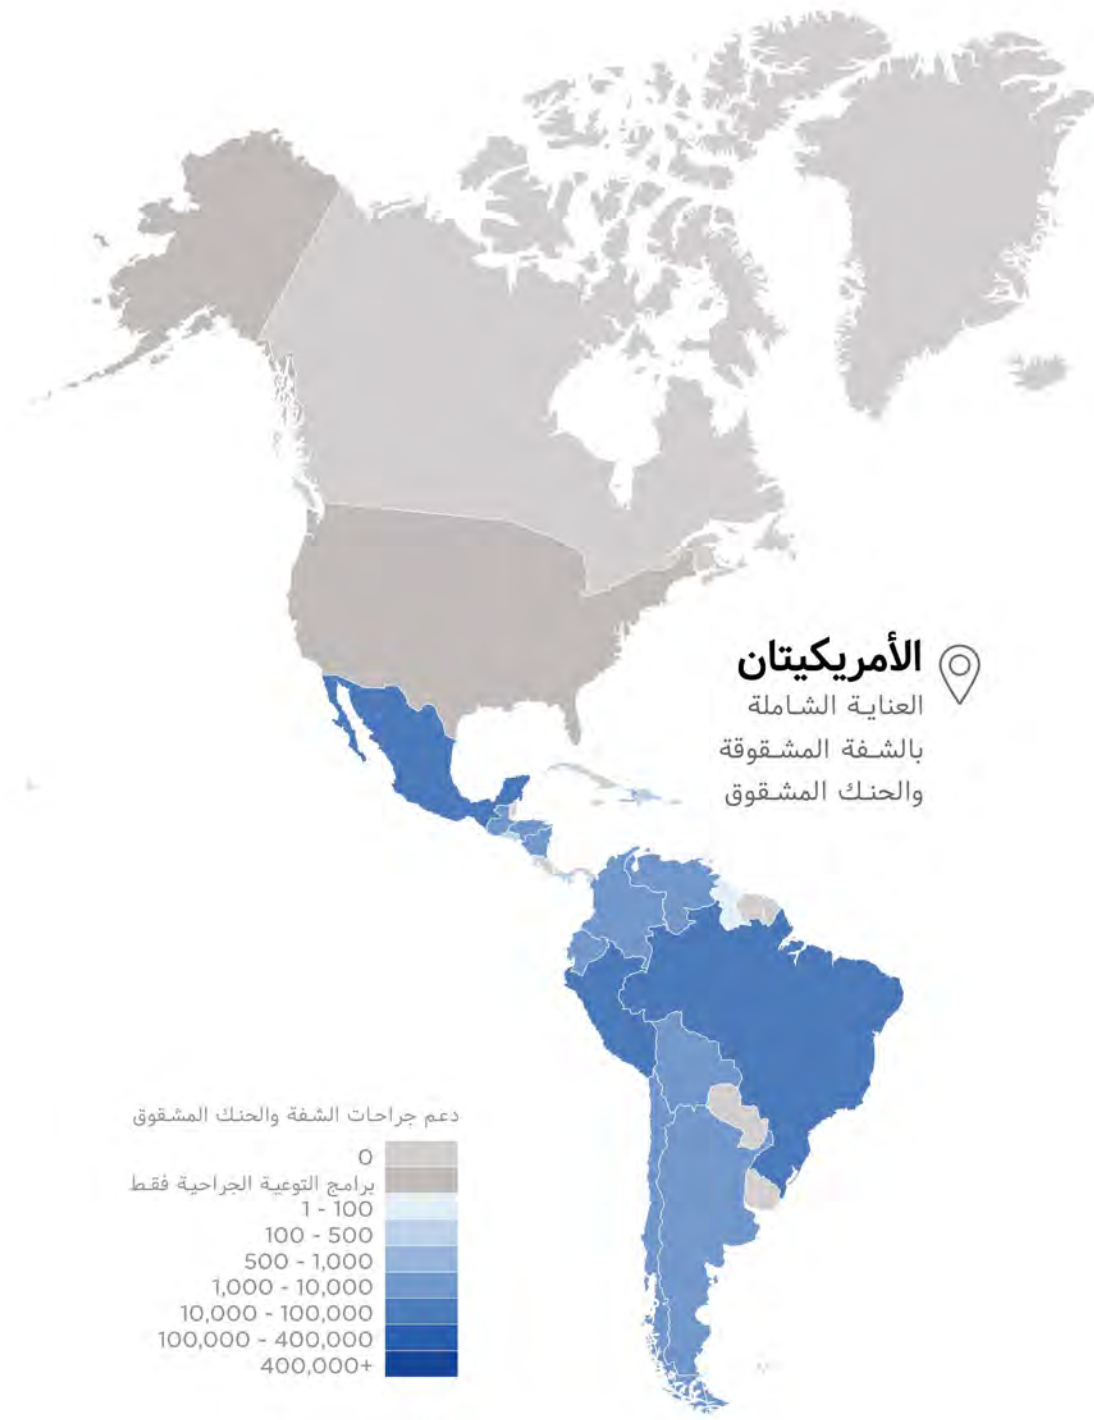 الأمريكيتان
العناية الشاملة
بالشفة المشقوقة
والحنك المشقوق
دعم جراحات الشفة والحنك المشقوق
0
برامج التوعية الجراحية فقط
1 - 100
100 - 500
500 - 1,000
1,000 - 10,000
10,000 - 100,000
100,000 - 400,000
400,000+